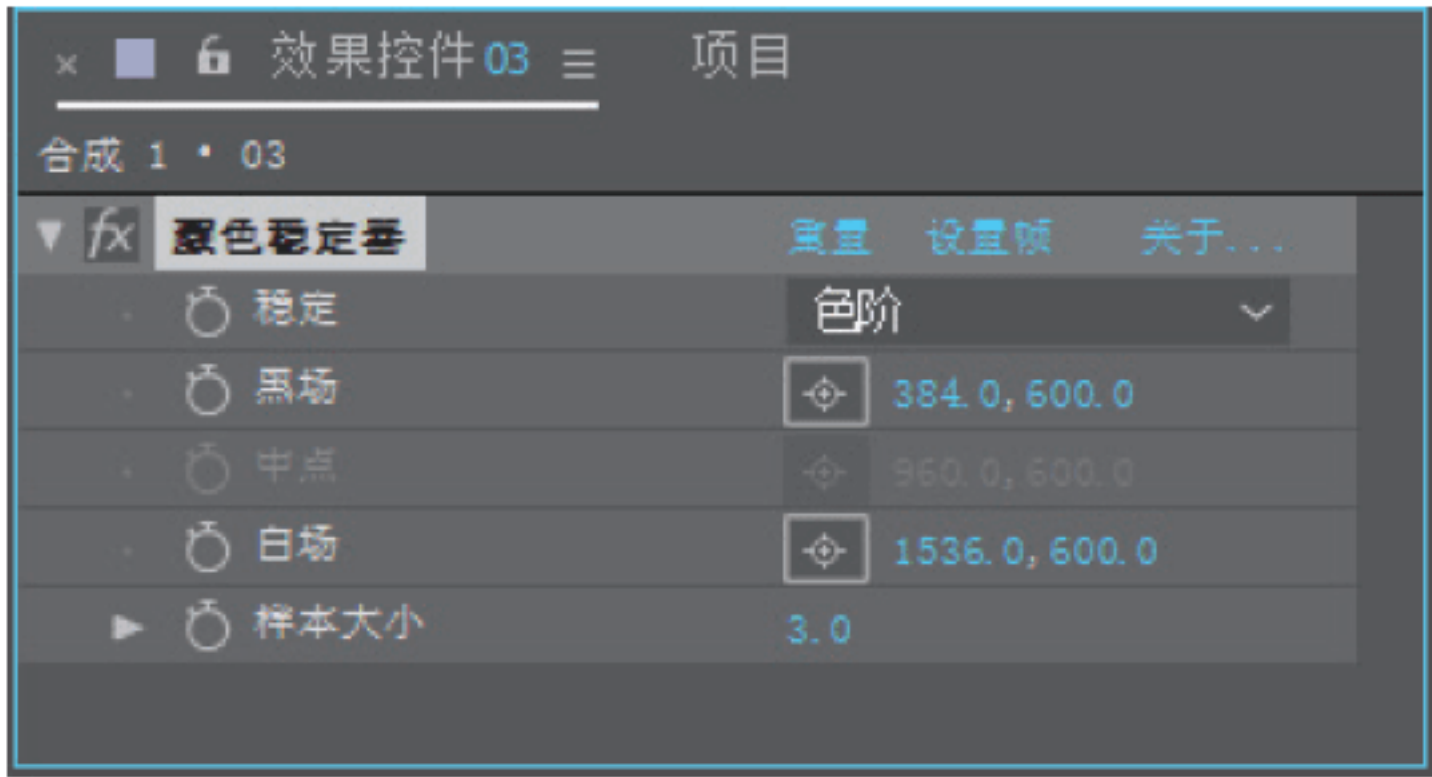 × 效果控件 03 ≡ 项目
合成 1 • 03
fx 颜色稳定器 重置 设置帧 关于...
稳定 色阶
黑场 384.0,600.0
中点 960.0,600.0
白场 1536.0,600.0
样本大小 3.0